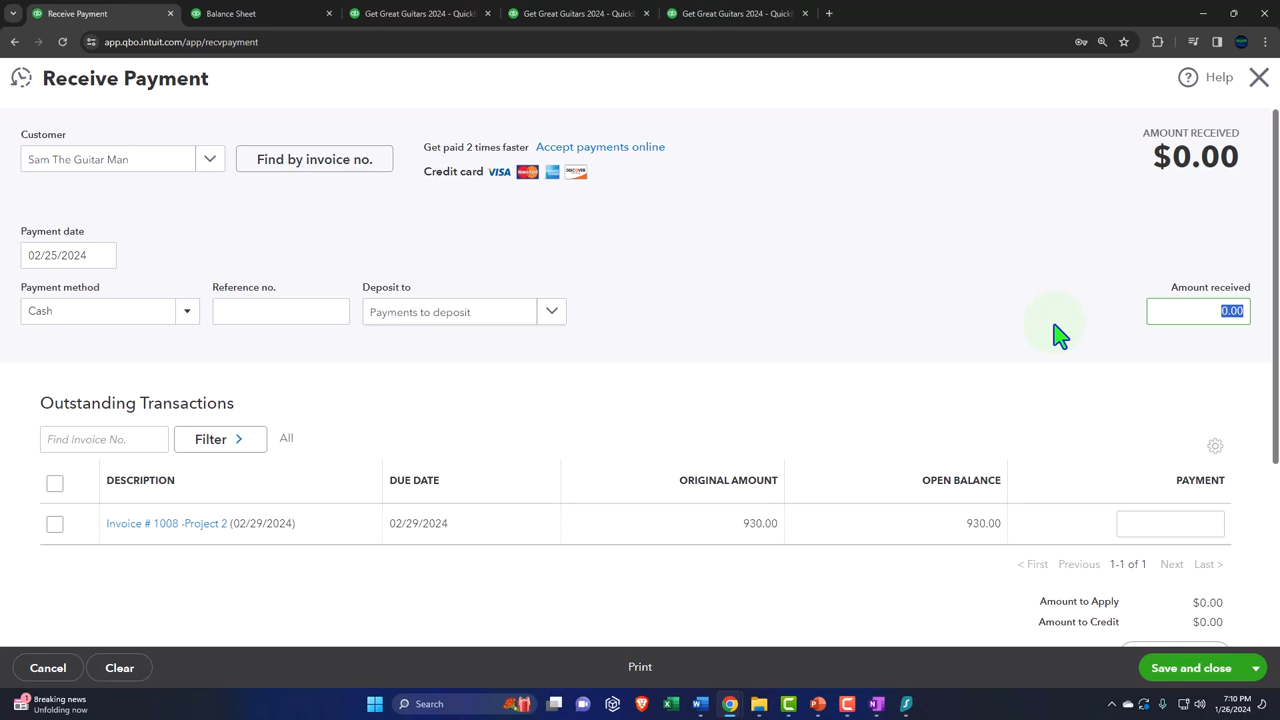 Receive Payment
Balance Sheet
Get Great Guitars 2024 - Quick
Get Great Guitars 2024 - Quick
Get Great Guitars 2024 - Quick
app.qbo.intuit.com/app/recvpayment
Receive Payment
Help
Customer
Sam The Guitar Man
Find by invoice no.
Get paid 2 times faster Accept payments online
Credit card VISA
AMOUNT RECEIVED
$0.00
Payment date
02/25/2024
Payment method
Reference no.
Deposit to
Amount received
Cash
Payments to deposit
0.00
Outstanding Transactions
Find Invoice No.
Filter >
All
DESCRIPTION
DUE DATE
ORIGINAL AMOUNT
OPEN BALANCE
PAYMENT
Invoice # 1008 -Project 2 (02/29/2024)
02/29/2024
930.00
930.00
< First Previous 1-1 of 1 Next Last >
Amount to Apply $0.00
Amount to Credit $0.00
Cancel
Clear
Print
Save and close
Breaking news
Unfolding now
Search
7:10 PM
1/26/2024